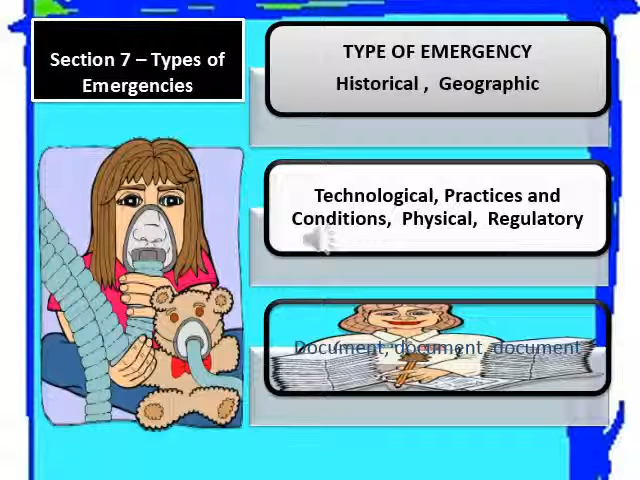 Section 7 – Types of
Emergencies
TYPE OF EMERGENCY
Historical , Geographic
Technological, Practices and
Conditions, Physical, Regulatory
Document, document, document